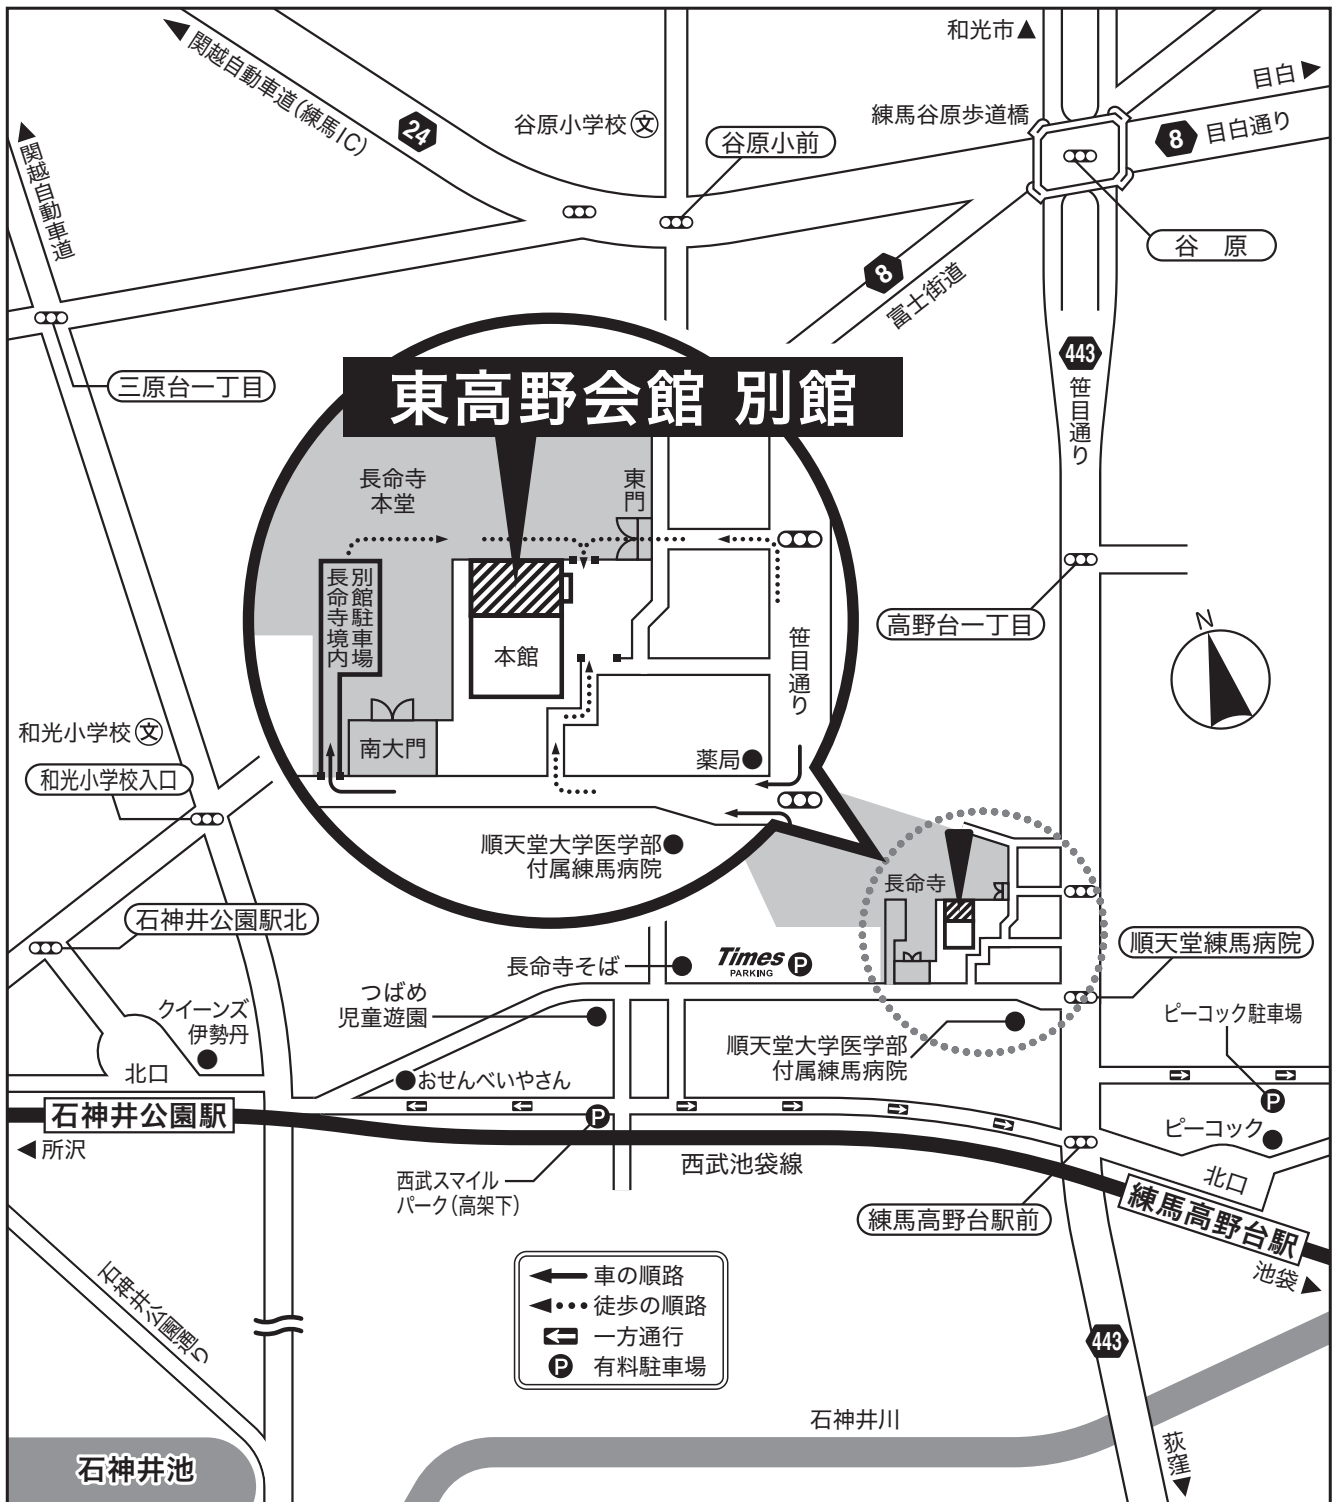 和光市▲
目白▶
関越自動車道(練馬IC)
24
谷原小学校 文
谷原小前
練馬谷原歩道橋
8
目白通り
関越自動車道
谷 原
8
富士街道
443
笹目通り
三原台一丁目
東高野会館 別館
長命寺
本堂
東門
別館駐車場
長命寺境内
本館
笹目通り
高野台一丁目
N
南大門
薬局
順天堂大学医学部
付属練馬病院
和光小学校 文
和光小学校入口
石神井公園駅北
長命寺
順天堂練馬病院
長命寺そば
Times
PARKING
P
つばめ
児童遊園
クイーンズ
伊勢丹
北口
順天堂大学医学部
付属練馬病院
ピーコック駐車場
おせんべいやさん
P
P
石神井公園駅
◀所沢
ピーコック
西武スマイル
パーク(高架下)
西武池袋線
北口
練馬高野台駅前
練馬高野台駅
池袋▶
石神井公園通り
車の順路
徒歩の順路
一方通行
P 有料駐車場
443
石神井川
荻窪
石神井池